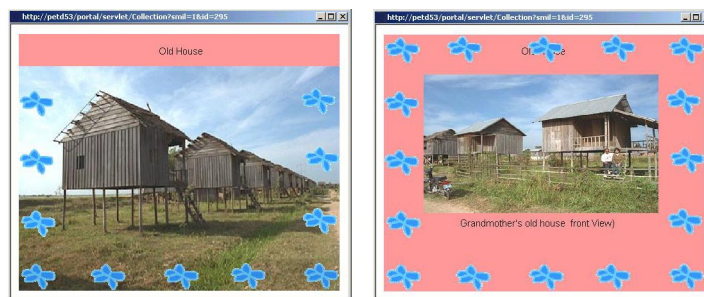 http://petd53/portal/servlet/Collection?smil=1&id=295
Old House
http://petd53/portal/servlet/Collection?smil=1&id=295
Grandmother's old house front View)